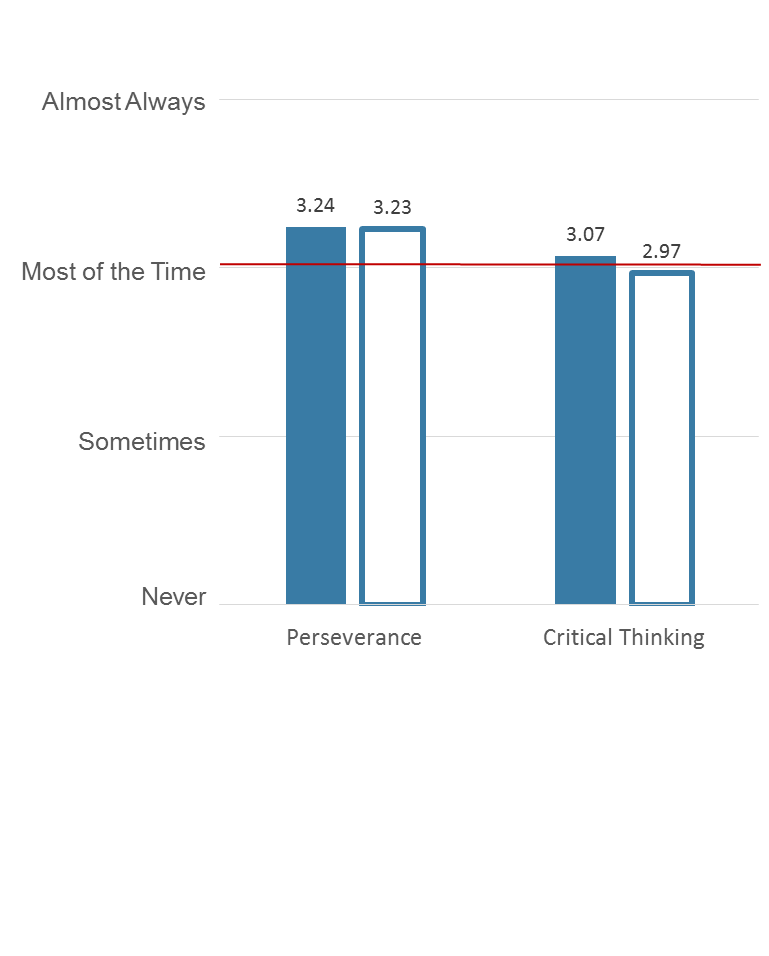 Almost Always
3.24
3.23
3.07
2.97
Most of the Time
Sometimes
Never
Perseverance
Critical Thinking